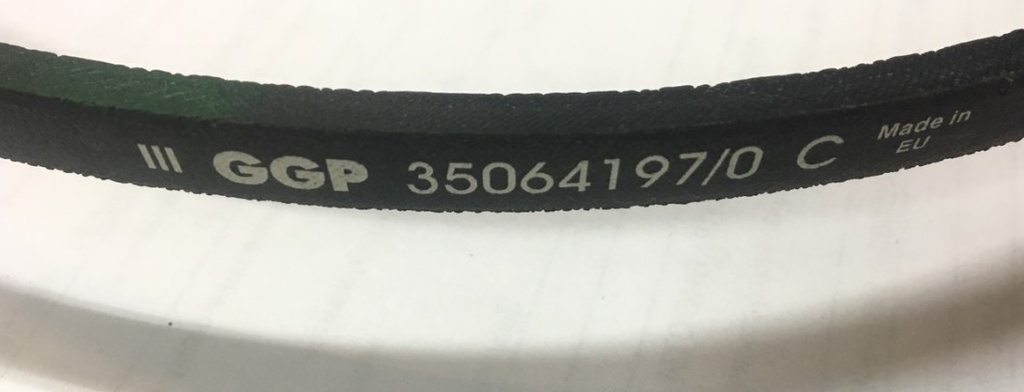 III GGP 35064197/0 C Made in
EU